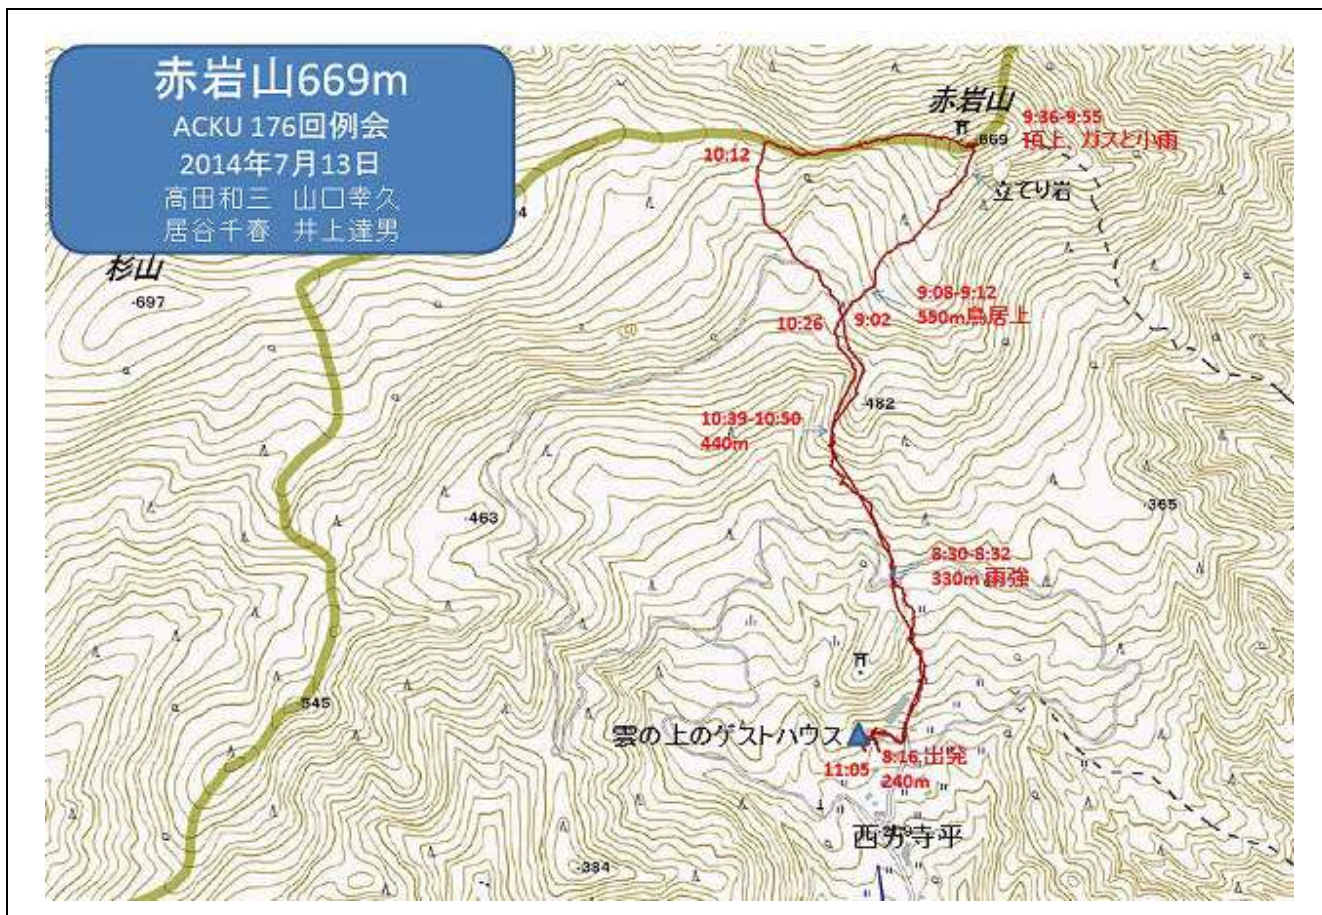 赤岩山669m
ACKU 176回例会
2014年7月13日
高田和三 山口幸久
居谷千春 井上達男
赤岩山
669
9:36-9:55
頂上、ガスと小雨
立てり岩
10:12
杉山
697
9:08-9:12
550m鳥居上
10:26
9:02
482
10:39-10:50
440m
463
365
8:30-8:32
330m 雨強
545
雲の上のゲストハウス
8:16 出発
240m
11:05
西方寺平
384